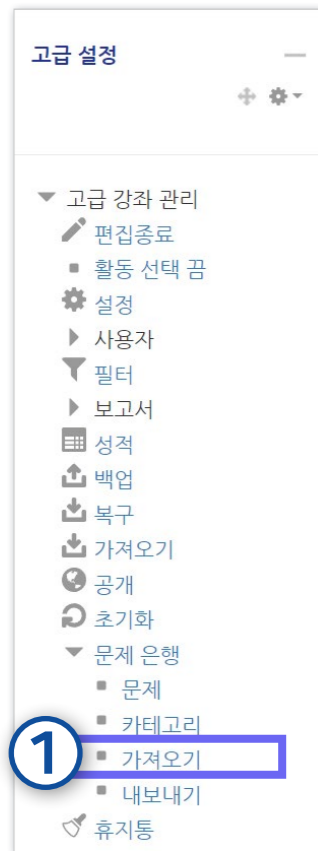 고급 설정
고급 강좌 관리
편집종료
활동 선택 끔
설정
사용자
필터
보고서
성적
백업
복구
가져오기
공개
초기화
문제 은행
문제
카테고리
1
가져오기
내보내기
휴지통